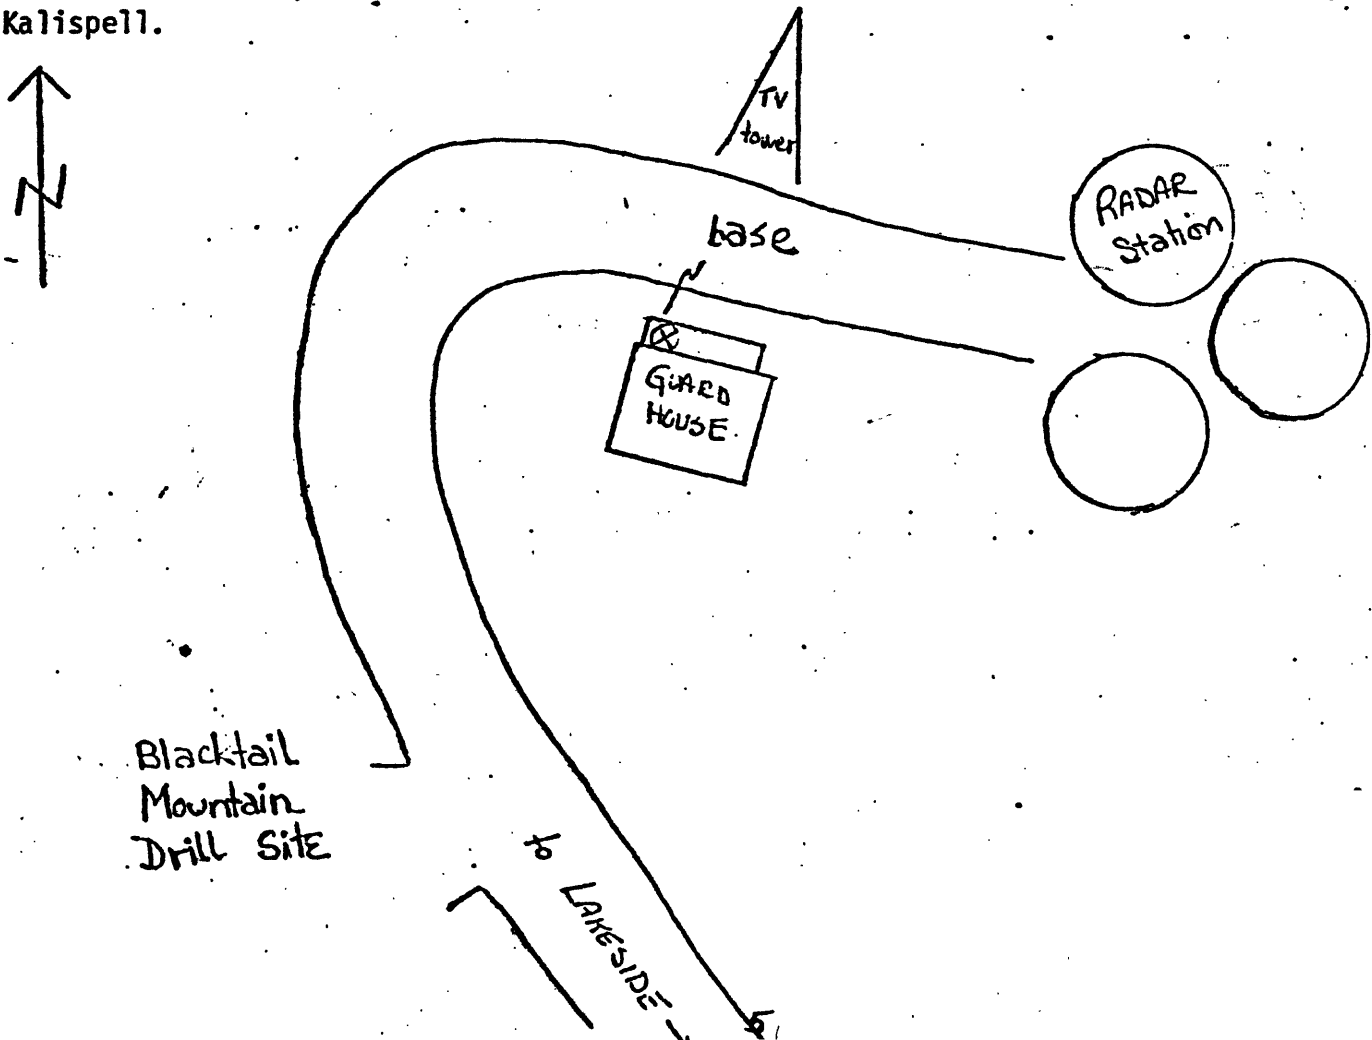 Kalispell.
N
TV
tower
RADAR
Station
base
GUARD
HOUSE
Blacktail
Mountain
Drill Site
to LAKESIDE